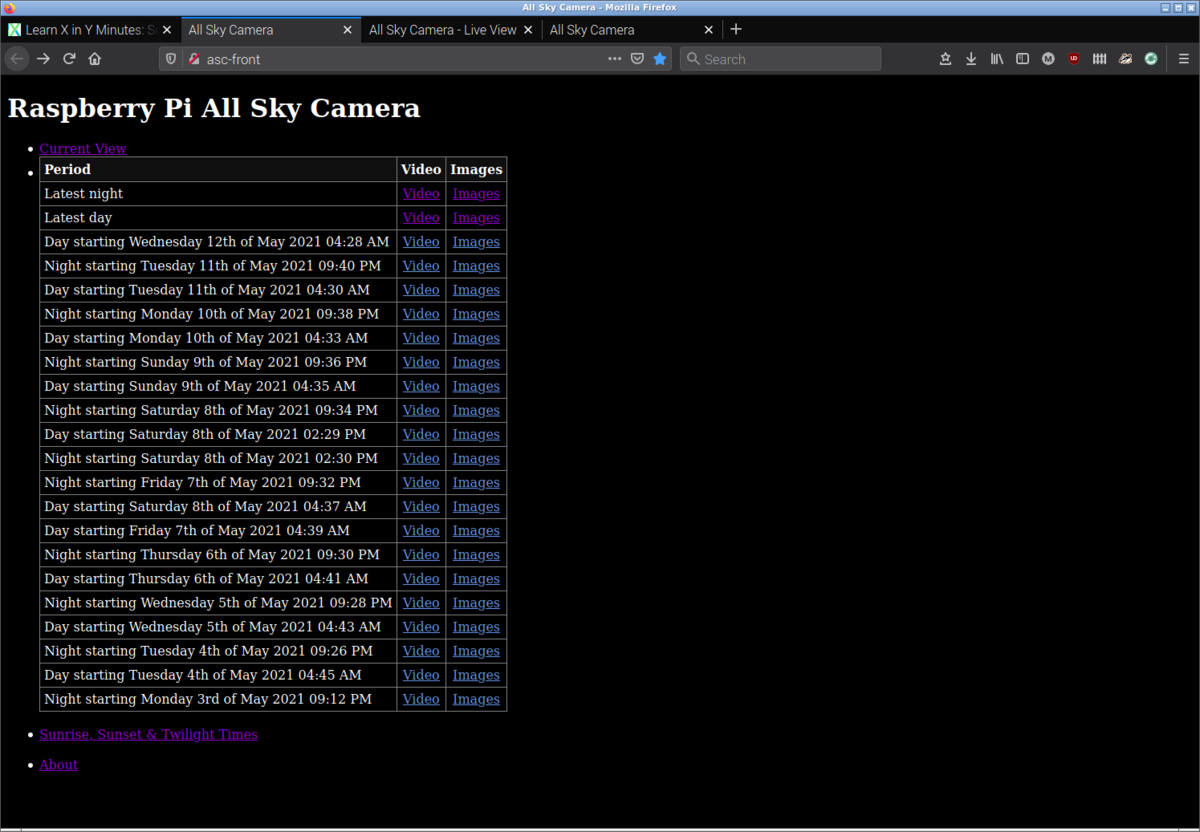 All Sky Camera - Mozilla Firefox
Learn X in Y Minutes: S All Sky Camera All Sky Camera - Live View All Sky Camera
asc-front Search
Raspberry Pi All Sky Camera
Current View
Period Video Images
Latest night Video Images
Latest day Video Images
Day starting Wednesday 12th of May 2021 04:28 AM Video Images
Night starting Tuesday 11th of May 2021 09:40 PM Video Images
Day starting Tuesday 11th of May 2021 04:30 AM Video Images
Night starting Monday 10th of May 2021 09:38 PM Video Images
Day starting Monday 10th of May 2021 04:33 AM Video Images
Night starting Sunday 9th of May 2021 09:36 PM Video Images
Day starting Sunday 9th of May 2021 04:35 AM Video Images
Night starting Saturday 8th of May 2021 09:34 PM Video Images
Day starting Saturday 8th of May 2021 02:29 PM Video Images
Night starting Saturday 8th of May 2021 02:30 PM Video Images
Night starting Friday 7th of May 2021 09:32 PM Video Images
Day starting Saturday 8th of May 2021 04:37 AM Video Images
Day starting Friday 7th of May 2021 04:39 AM Video Images
Night starting Thursday 6th of May 2021 09:30 PM Video Images
Day starting Thursday 6th of May 2021 04:41 AM Video Images
Night starting Wednesday 5th of May 2021 09:28 PM Video Images
Day starting Wednesday 5th of May 2021 04:43 AM Video Images
Night starting Tuesday 4th of May 2021 09:26 PM Video Images
Day starting Tuesday 4th of May 2021 04:45 AM Video Images
Night starting Monday 3rd of May 2021 09:12 PM Video Images
Sunrise, Sunset & Twilight Times
About